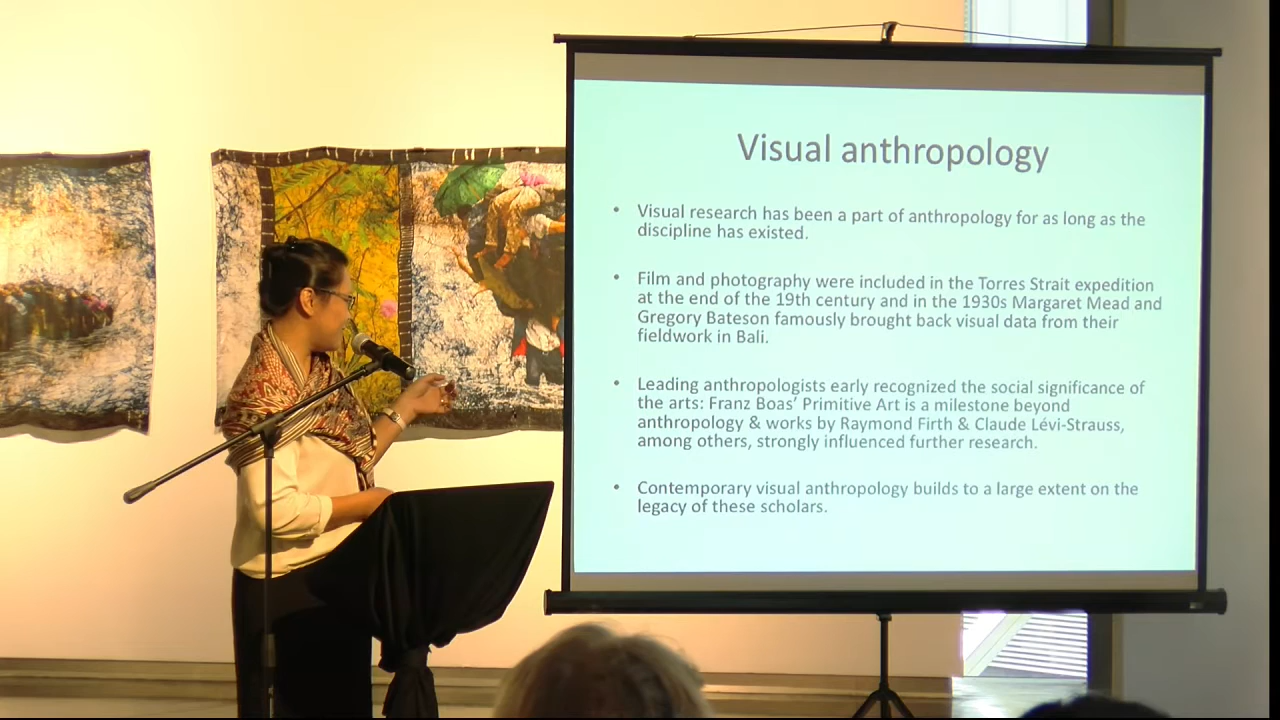 Visual anthropology
• Visual research has been a part of anthropology for as long as the
discipline has existed.
• Film and photography were included in the Torres Strait expedition
at the end of the 19th century and in the 1930s Margaret Mead and
Gregory Bateson famously brought back visual data from their
fieldwork in Bali.
• Leading anthropologists early recognized the social significance of
the arts: Franz Boas’ Primitive Art is a milestone beyond
anthropology & works by Raymond Firth & Claude Lévi-Strauss,
among others, strongly influenced further research.
• Contemporary visual anthropology builds to a large extent on the
legacy of these scholars.